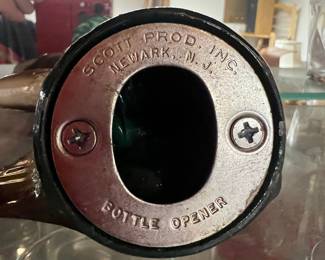 SCOTT PROD. INC.
NEWARK, N. J.
BOTTLE OPENER